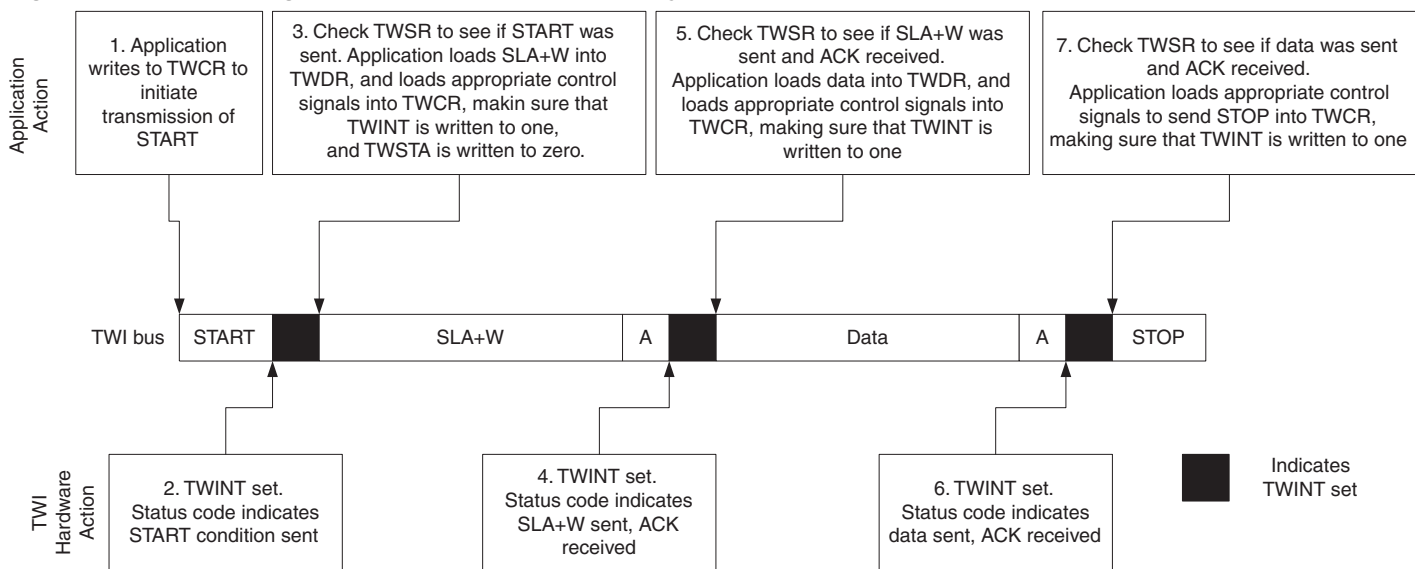 Application
Action
1. Application
writes to TWCR to
initiate
transmission of
START
3. Check TWSR to see if START was
sent. Application loads SLA+W into
TWDR, and loads appropriate control
signals into TWCR, makin sure that
TWINT is written to one,
and TWSTA is written to zero.
5. Check TWSR to see if SLA+W was
sent and ACK received.
Application loads data into TWDR, and
loads appropriate control signals into
TWCR, making sure that TWINT is
written to one
7. Check TWSR to see if data was sent
and ACK received.
Application loads appropriate control
signals to send STOP into TWCR,
making sure that TWINT is written to one
TWI bus
START
SLA+W
A
Data
A
STOP
TWI
Hardware
Action
2. TWINT set.
Status code indicates
START condition sent
4. TWINT set.
Status code indicates
SLA+W sent, ACK
received
6. TWINT set.
Status code indicates
data sent, ACK received
Indicates
TWINT set